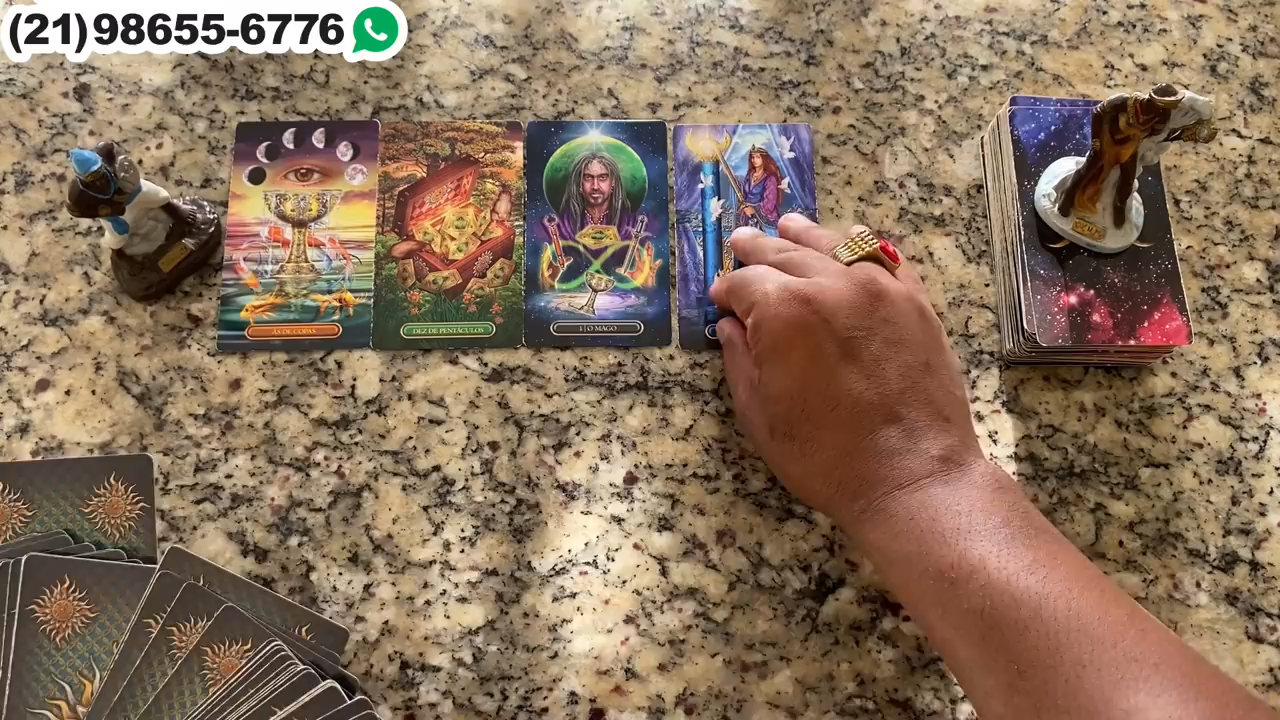 (21)98655-6776
ÁS DE COPAS
DEZ DE PENTÁCULOS
1 | O MAGO